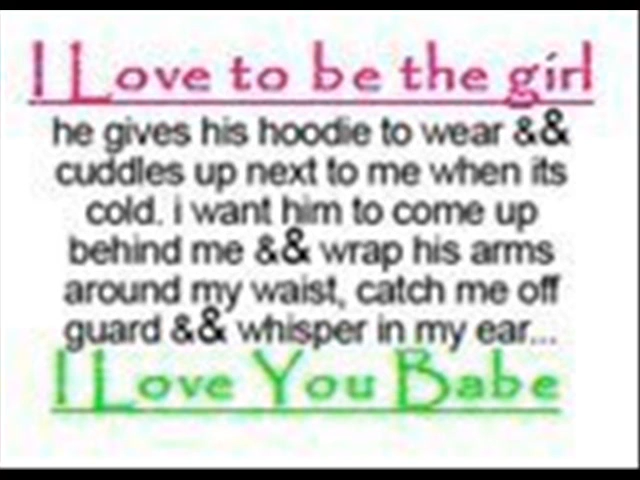 I Love to be the girl
he gives his hoodie to wear &&
cuddles up next to me when its
cold. i want him to come up
behind me && wrap his arms
around my waist, catch me off
guard && whisper in my ear...
I Love You Babe